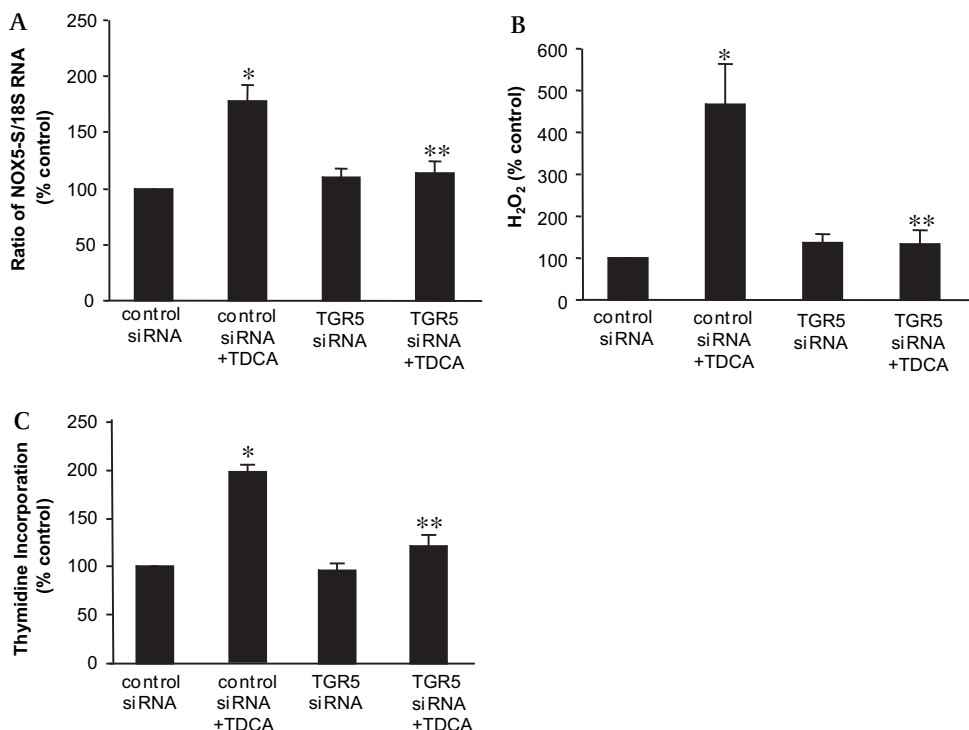 A
Ratio of NOX5-S/18S RNA
(% control)
250
200
150
100
50
0
*
**
control
siRNA
control
siRNA
+TDCA
TGR5
siRNA
TGR5
siRNA
+TDCA
B
H₂O₂ (% control)
600
500
400
300
200
100
0
*
**
control
siRNA
control
siRNA
+TDCA
TGR5
siRNA
TGR5
siRNA
+TDCA
C
Thymidine Incorporation
(% control)
250
200
150
100
50
0
*
**
control
siRNA
control
siRNA
+TDCA
TGR5
siRNA
TGR5
siRNA
+TDCA